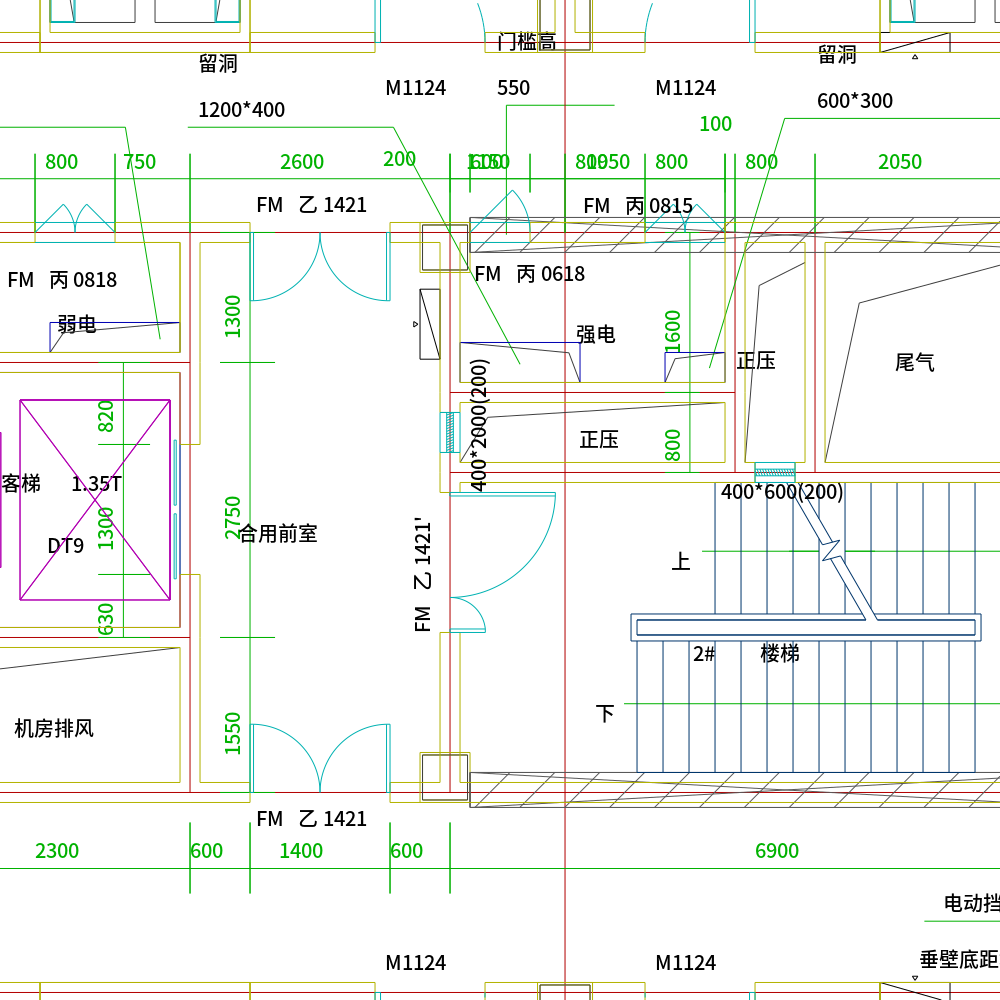 门槛高
留洞
留洞
M1124
550
M1124
600*300
1200*400
100
800
750
2600
200
1150
600
800
1050
800
800
2050
FM 乙 1421
FM 丙 0815
FM 丙 0818
FM 丙 0618
弱电
1300
强电
1600
正压
尾气
820
400*2000(200)
正压
800
客梯
1.35T
400*600(200)
1300
2750
合用前室
DT9
FM 乙 1421'
上
630
2# 楼梯
机房排风
1550
下
FM 乙 1421
2300
600
1400
600
6900
电动挡
垂壁底距
M1124
M1124